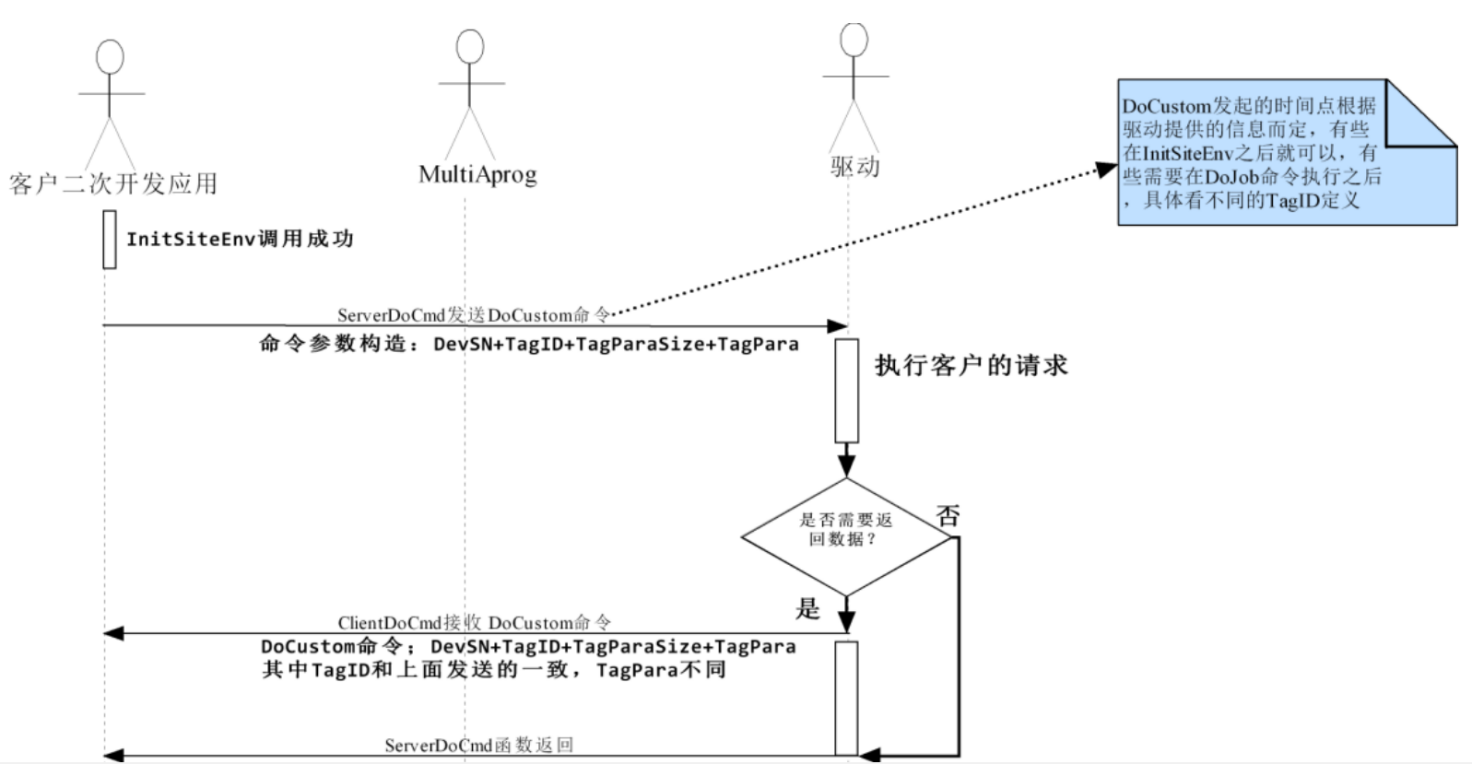 客户二次开发应用
MultiAprog
驱动
DoCustom发起的时间点根据
驱动提供的信息而定，有些
在InitSiteEnv之后就可以，有
些需要在DoJob命令执行之后
，具体看不同的TagID定义
InitSiteEnv调用成功
ServerDoCmd发送DoCustom命令
命令参数构造：DevSN+TagID+TagParaSize+TagPara
执行客户的请求
是否需要返
回数据？
否
是
ClientDoCmd接收 DoCustom命令
DoCustom命令；DevSN+TagID+TagParaSize+TagPara
其中TagID和上面发送的一致，TagPara不同
ServerDoCmd函数返回